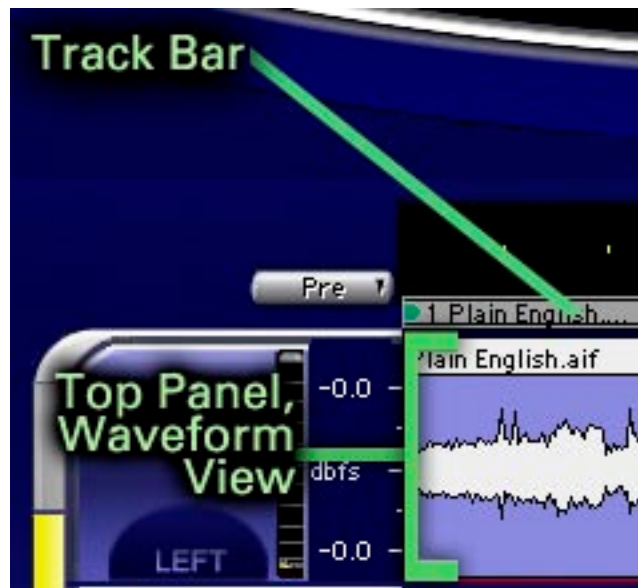 Track Bar
Pre
1 Plain English....
Plain English.aif
Top Panel,
Waveform
View
-0.0
dbfs
-0.0
LEFT